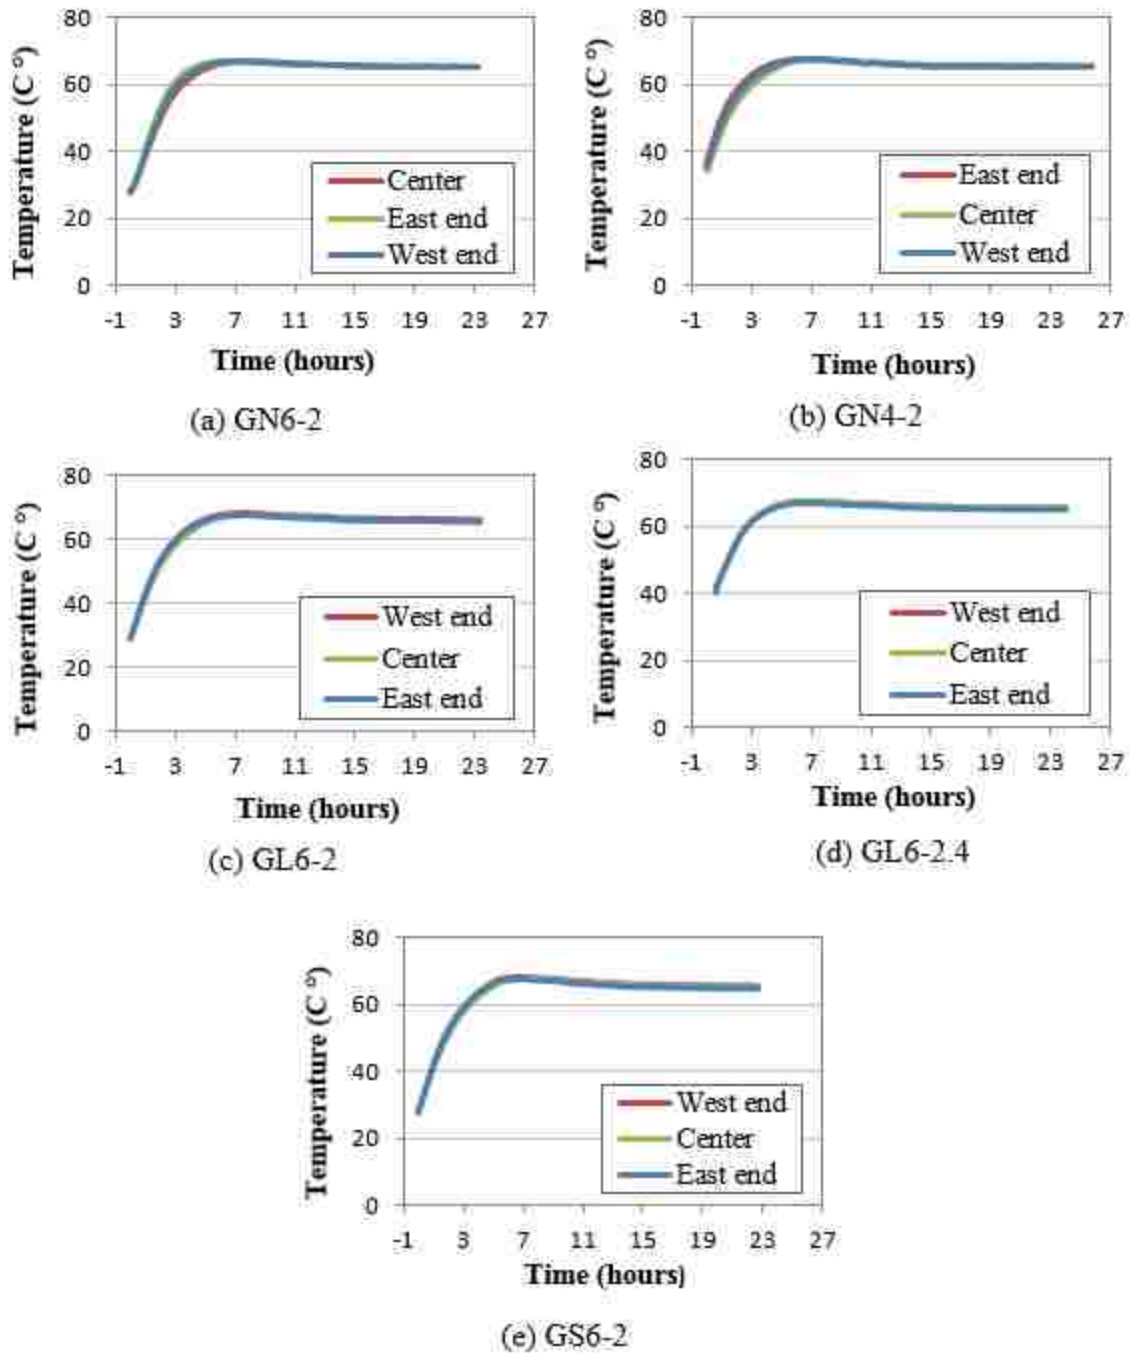 Temperature (C °)
80
60
40
20
0
Center
East end
West end
-1 3 7 11 15 19 23 27
Time (hours)
(a) GN6-2
Temperature (C °)
80
60
40
20
0
East end
Center
West end
-1 3 7 11 15 19 23 27
Time (hours)
(b) GN4-2
Temperature (C °)
80
60
40
20
0
West end
Center
East end
-1 3 7 11 15 19 23 27
Time (hours)
(c) GL6-2
Temperature (C °)
80
60
40
20
0
West end
Center
East end
-1 3 7 11 15 19 23 27
Time (hours)
(d) GL6-2.4
Temperature (C °)
80
60
40
20
0
West end
Center
East end
-1 3 7 11 15 19 23 27
Time (hours)
(e) GS6-2